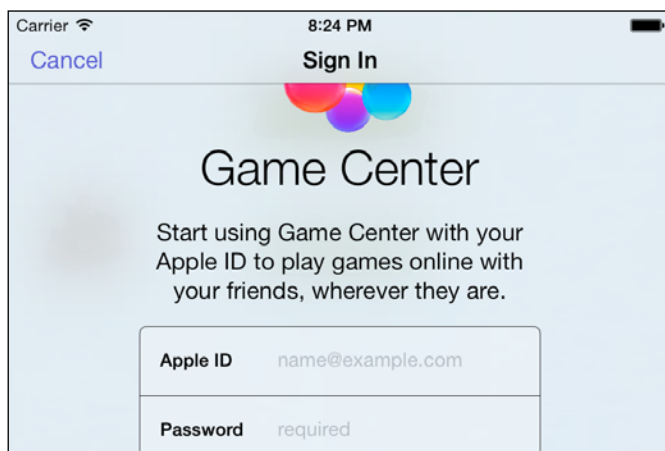 Carrier 8:24 PM
Cancel Sign In
Game Center
Start using Game Center with your
Apple ID to play games online with
your friends, wherever they are.
Apple ID name@example.com
Password required